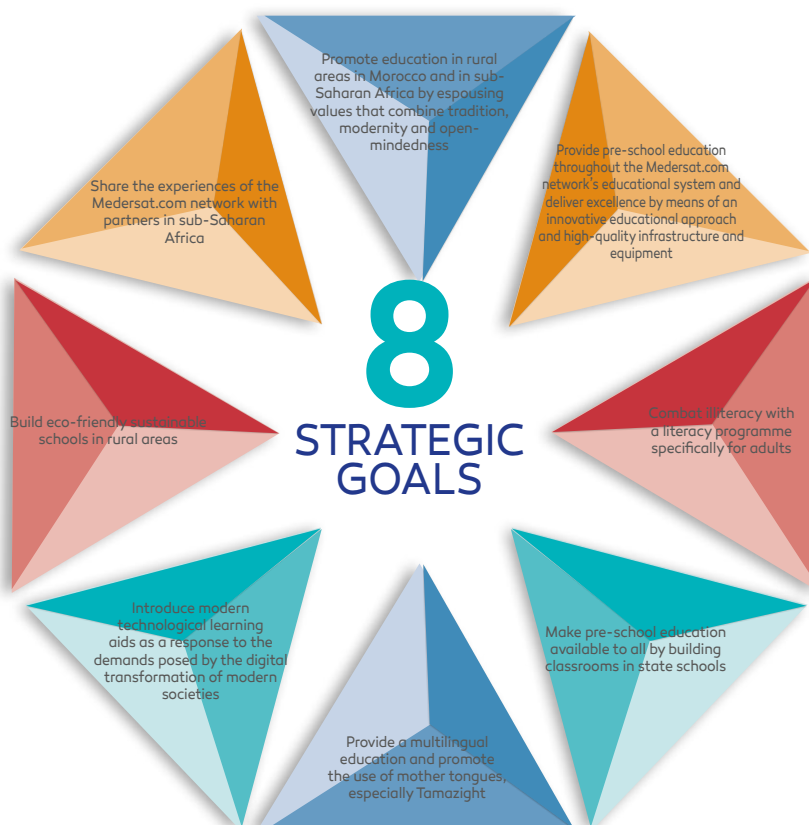 Promote education in rural
areas in Morocco and in sub-
Saharan Africa by espousing
values that combine tradition,
modernity and open-
mindedness
Provide pre-school education
throughout the Medersat.com
network's educational system and
deliver excellence by means of an
innovative educational approach
and high-quality infrastructure and
equipment
Combat illiteracy with
a literacy programme
specifically for adults
Make pre-school education
available to all by building
classrooms in state schools
Provide a multilingual
education and promote
the use of mother tongues,
especially Tamazight
Introduce modern
technological learning
aids as a response to the
demands posed by the digital
transformation of modern
societies
Build eco-friendly sustainable
schools in rural areas
Share the experiences of the
Medersat.com network with
partners in sub-Saharan
Africa
8
STRATEGIC
GOALS